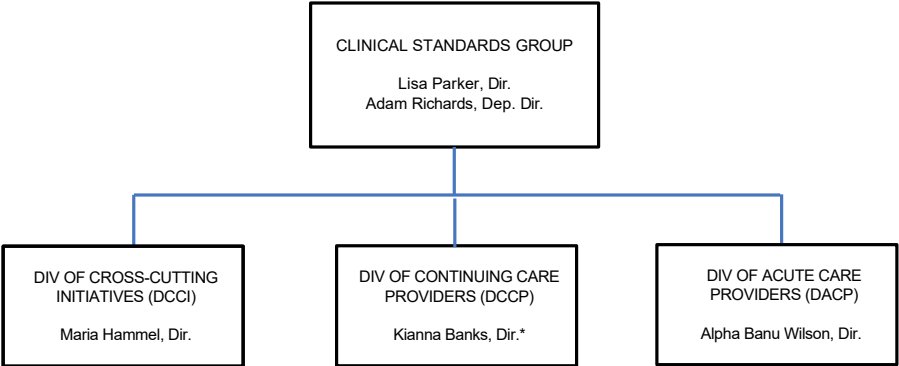 CLINICAL STANDARDS GROUP
Lisa Parker, Dir.
Adam Richards, Dep. Dir.
DIV OF CROSS-CUTTING
INITIATIVES (DCCI)
Maria Hammel, Dir.
DIV OF CONTINUING CARE
PROVIDERS (DCCP)
Kianna Banks, Dir.*
DIV OF ACUTE CARE
PROVIDERS (DACP)
Alpha Banu Wilson, Dir.